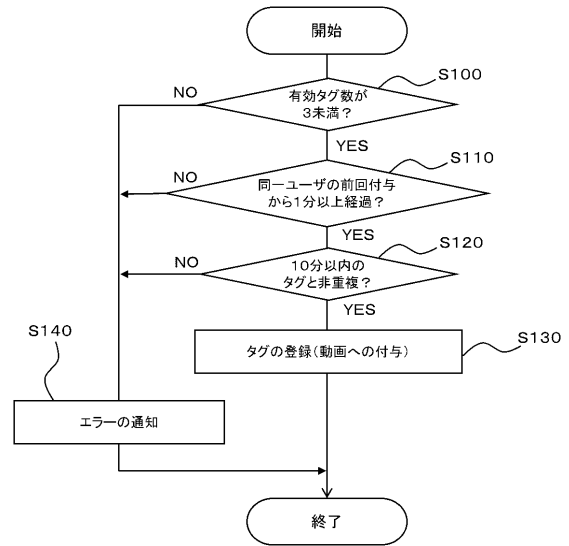 開始
S100
有効タグ数が
3未満?
NO
YES
S110
同一ユーザの前回付与
から1分以上経過?
NO
YES
S120
10分以内の
タグと非重複?
NO
YES
S130
タグの登録(動画への付与)
S140
エラーの通知
終了